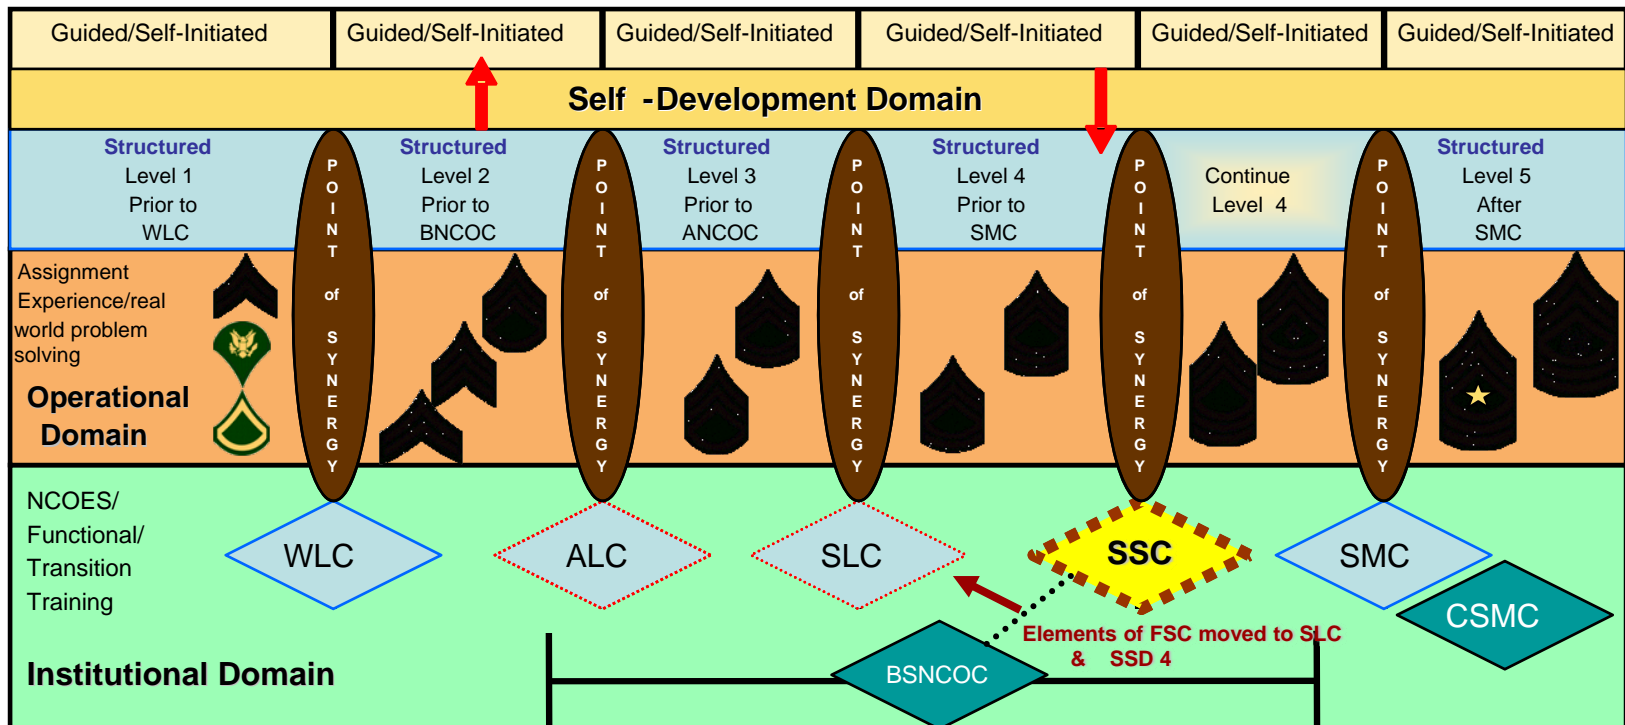 Guided/Self-Initiated
Guided/Self-Initiated
Guided/Self-Initiated
Guided/Self-Initiated
Guided/Self-Initiated
Guided/Self-Initiated
Self -Development Domain
Structured
Level 1
Prior to
WLC
Structured
Level 2
Prior to
BNCOC
Structured
Level 3
Prior to
ANCOC
Structured
Level 4
Prior to
SMC
Continue
Level 4
Structured
Level 5
After
SMC
POINT
of
SYNERGY
POINT
of
SYNERGY
POINT
of
SYNERGY
POINT
of
SYNERGY
POINT
of
SYNERGY
Assignment
Experience/real
world problem
solving
Operational
Domain
NCOES/
Functional/
Transition
Training
Institutional Domain
WLC
ALC
SLC
SSC
SMC
CSMC
BSNCOC
Elements of FSC moved to SLC
& SSD 4